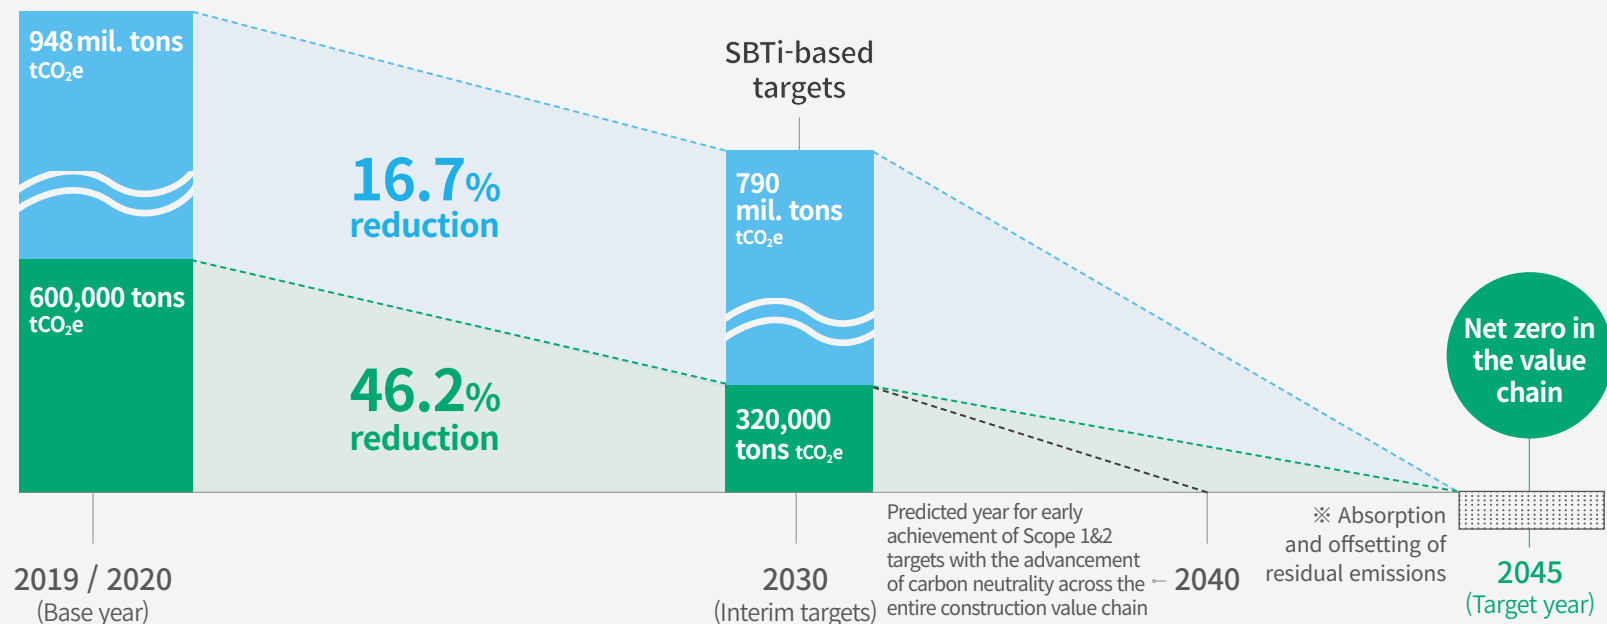 948 mil. tons
tCO₂e
SBTi-based
targets
16.7%
reduction
790
mil. tons
tCO₂e
600,000 tons
tCO₂e
46.2%
reduction
320,000
tons tCO₂e
Net zero in
the value
chain
2019 / 2020
(Base year)
2030
(Interim targets)
Predicted year for early
achievement of Scope 1&2
targets with the advancement
of carbon neutrality across the
entire construction value chain
← 2040
※ Absorption
and offsetting of
residual emissions
2045
(Target year)